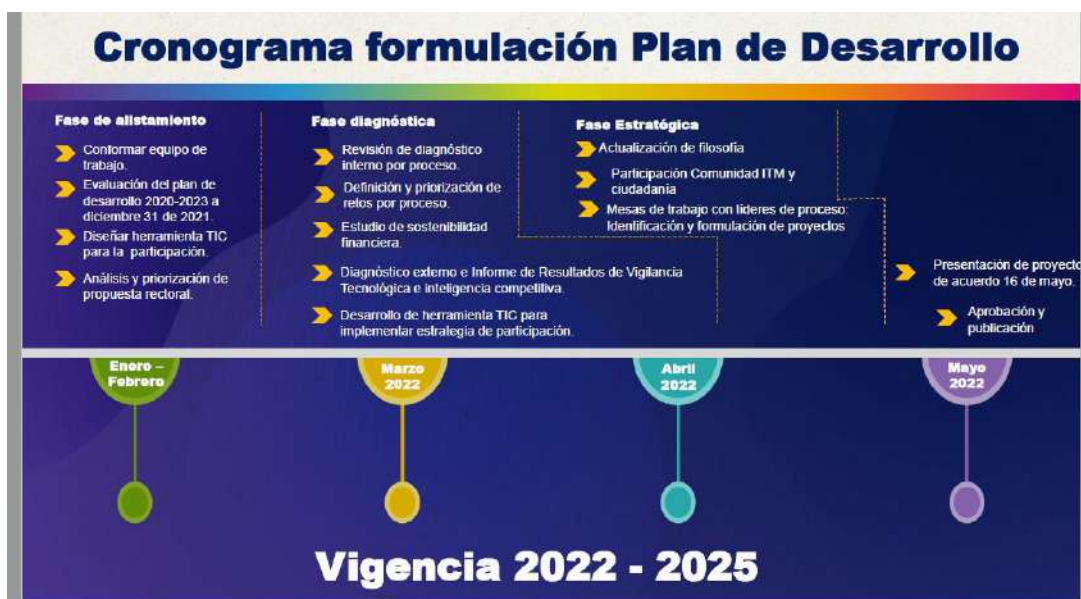 Cronograma formulación Plan de Desarrollo
Fase de alistamiento
Conformar equipo de
trabajo.
Evaluación del plan de
desarrollo 2020-2023 a
diciembre 31 de 2021.
Diseñar herramienta TIC
para la participación.
Análisis y priorización de
propuesta rectoral.
Fase diagnóstica
Revisión de diagnóstico
interno por proceso.
Definición y priorización de
retos por proceso.
Estudio de sostenibilidad
financiera.
Diagnóstico externo e Informe de Resultados de Vigilancia
Tecnológica e inteligencia competitiva.
Desarrollo de herramienta TIC para
implementar estrategia de participación.
Fase Estratégica
Actualización de filosofía
Participación Comunidad ITM y
ciudadanía
Mesas de trabajo con líderes de proceso:
Identificación y formulación de proyectos
Presentación de proyecto
de acuerdo 16 de mayo.
Aprobación y
publicación
Enero –
Febrero
Marzo
2022
Abril
2022
Mayo
2022
Vigencia 2022 - 2025